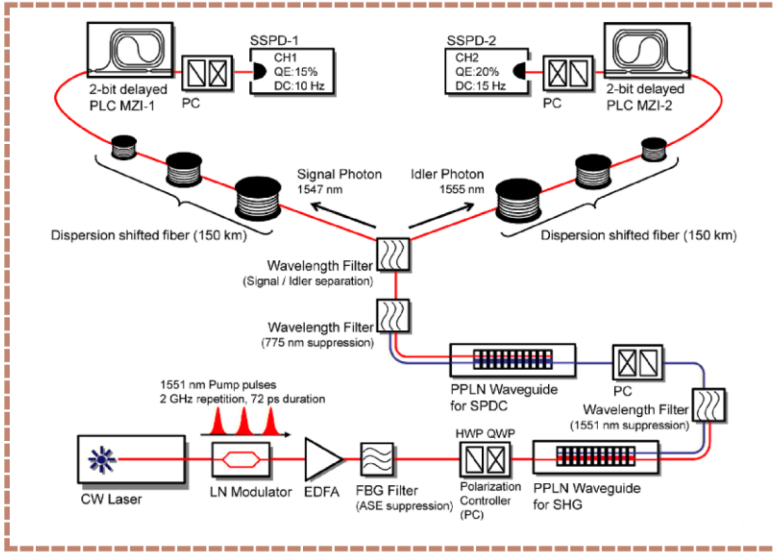 SSPD-1
CH1
QE:15%
DC:10 Hz
2-bit delayed
PLC MZI-1
PC
SSPD-2
CH2
QE:20%
DC:15 Hz
PC
2-bit delayed
PLC MZI-2
Signal Photon
1547 nm
Idler Photon
1555 nm
Dispersion shifted fiber (150 km)
Dispersion shifted fiber (150 km)
Wavelength Filter
(Signal / Idler separation)
Wavelength Filter
(775 nm suppression)
PPLN Waveguide
for SPDC
PC
Wavelength Filter
(1551 nm suppression)
1551 nm Pump pulses
2 GHz repetition, 72 ps duration
CW Laser
LN Modulator
EDFA
FBG Filter
(ASE suppression)
HWP QWP
Polarization
Controller
(PC)
PPLN Waveguide
for SHG